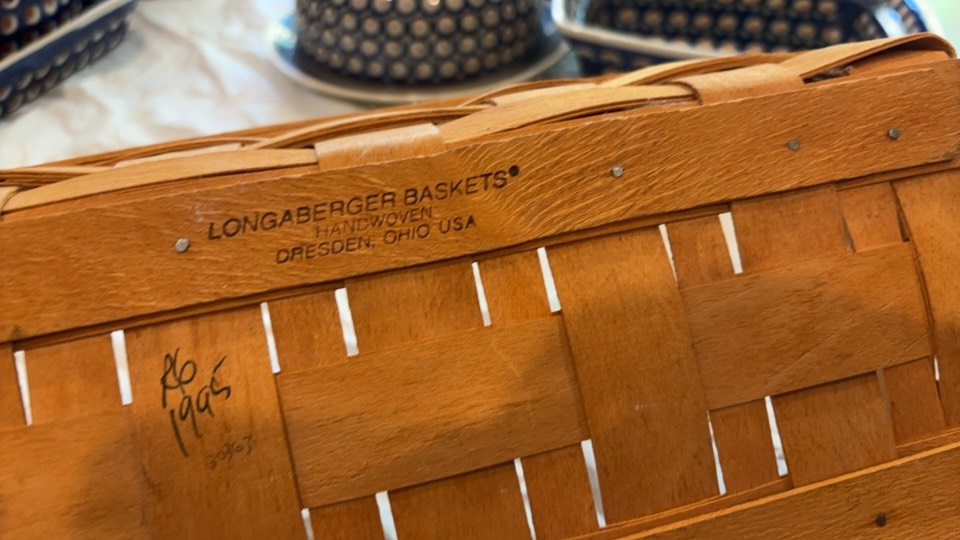 LONGABERGER BASKETS®
HANDWOVEN
DRESDEN, OHIO USA
1995